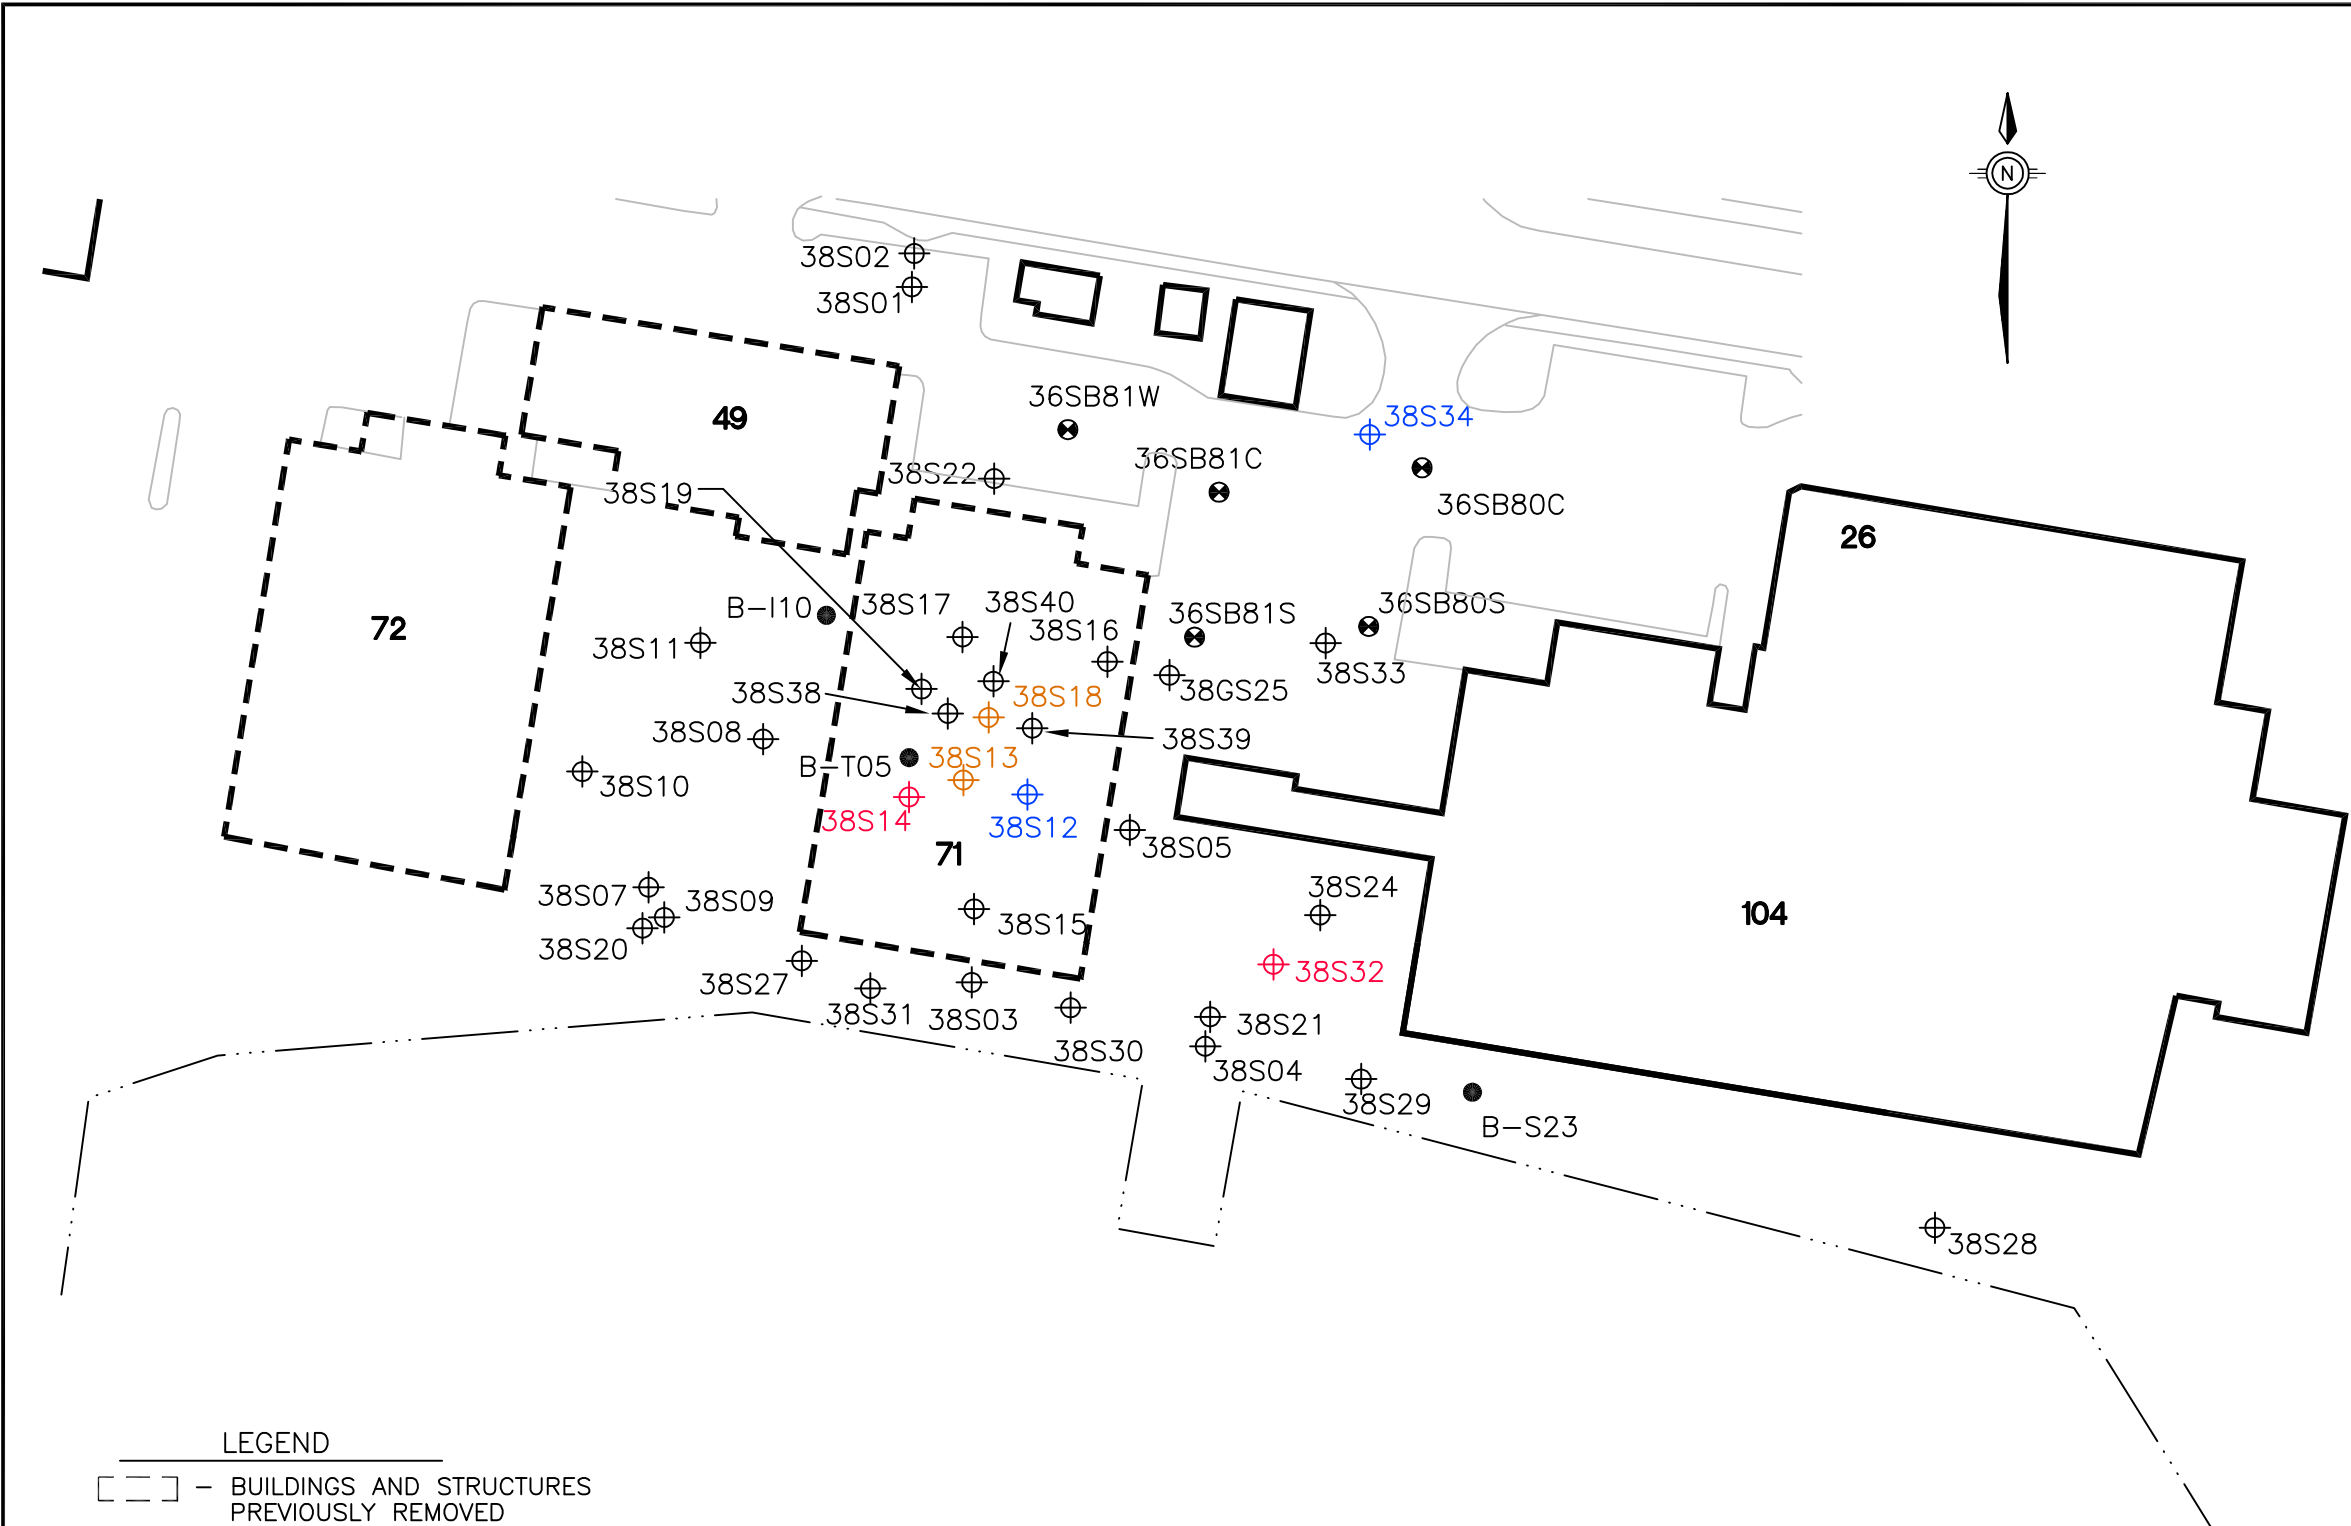 N
38S02
38S01
36SB81W
49
38S34
36SB81C
38S22
38S19
36SB80C
26
B-I10
38S17
38S40
36SB81S
36SB80S
72
38S16
38S11
38S33
38S38
38S18
38GS25
38S08
38S39
B-T05
38S13
38S10
38S14
38S12
71
38S05
38S07
38S09
38S24
104
38S15
38S20
38S32
38S27
38S31
38S03
38S21
38S30
38S04
38S29
B-S23
38S28
LEGEND
- BUILDINGS AND STRUCTURES
PREVIOUSLY REMOVED